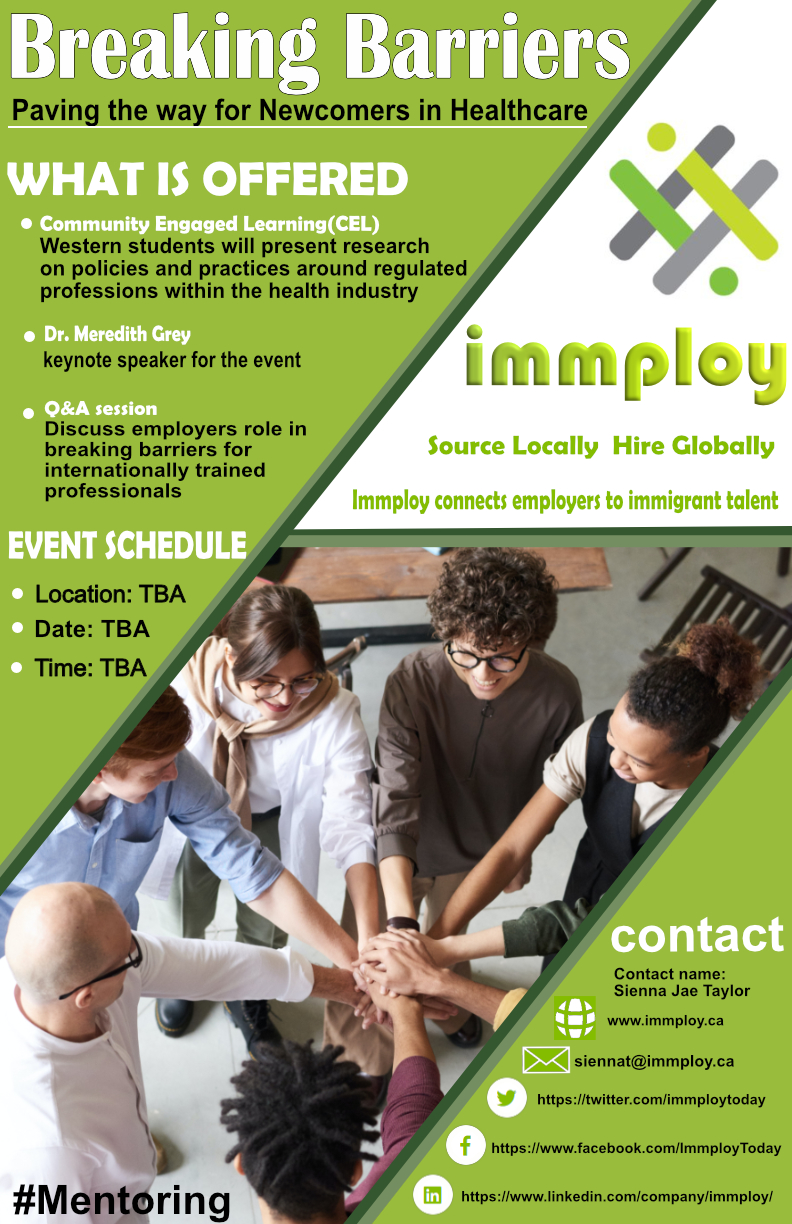 Breaking Barriers
Paving the way for Newcomers in Healthcare
WHAT IS OFFERED
Community Engaged Learning(CEL)
Western students will present research
on policies and practices around regulated
professions within the health industry
Dr. Meredith Grey
keynote speaker for the event
Q&A session
Discuss employers role in
breaking barriers for
internationally trained
professionals
immploy
Source Locally Hire Globally
Immploy connects employers to immigrant talent
EVENT SCHEDULE
Location: TBA
Date: TBA
Time: TBA
contact
Contact name:
Sienna Jae Taylor
www.immploy.ca
siennat@immploy.ca
https://twitter.com/immploytoday
https://www.facebook.com/ImmployToday
https://www.linkedin.com/company/immploy/
#Mentoring